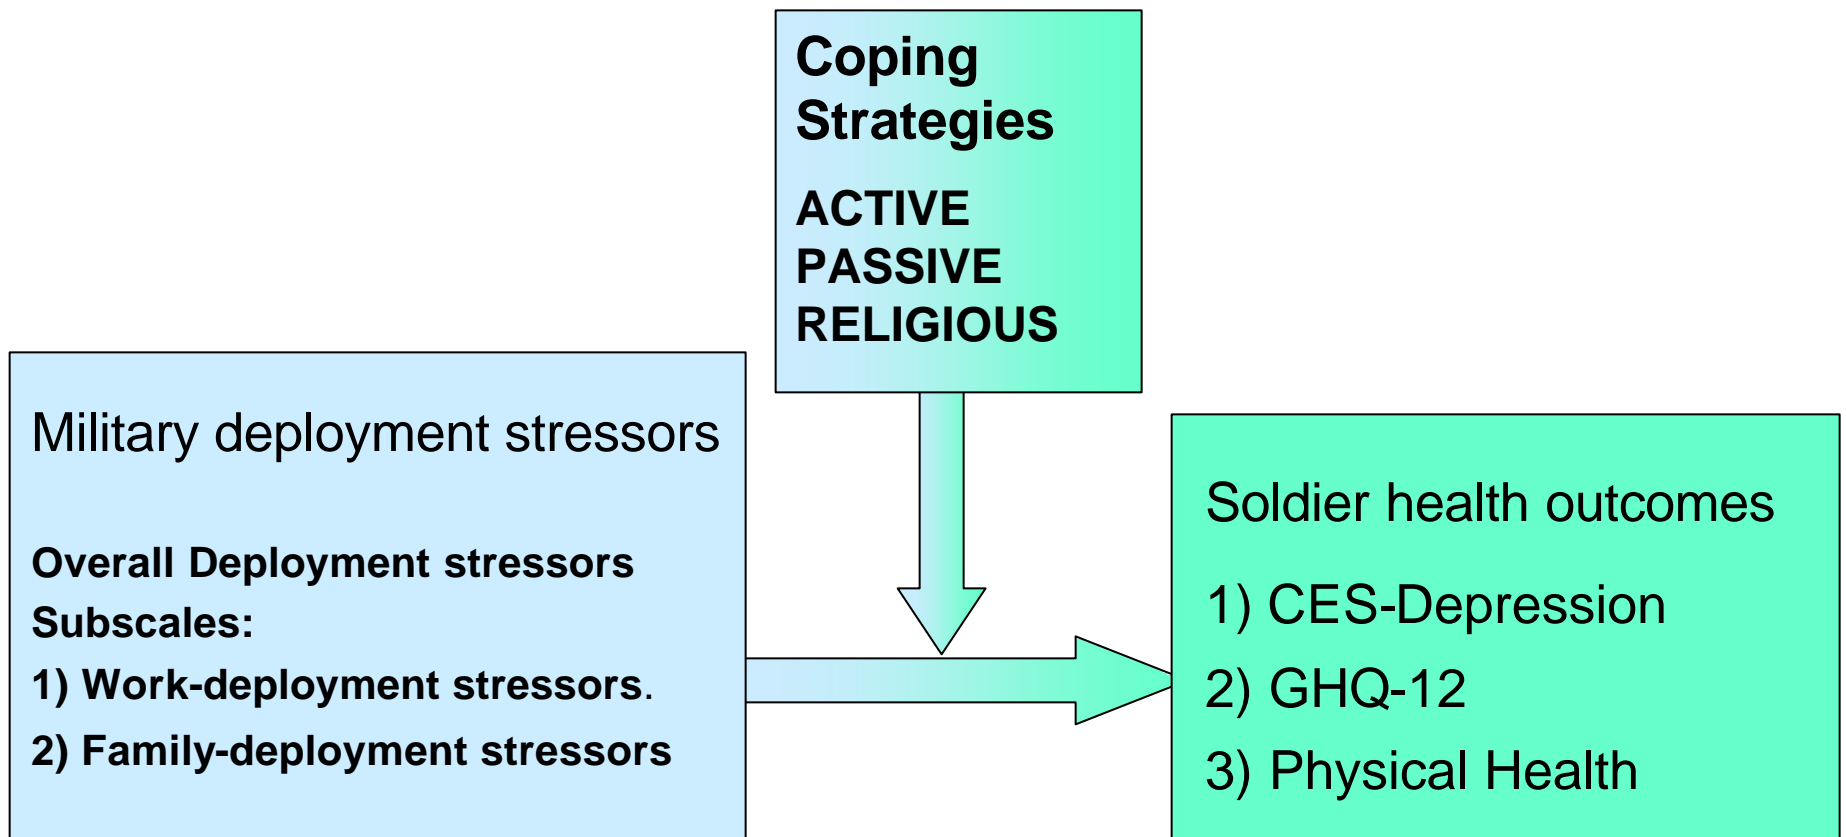 Coping
Strategies
ACTIVE
PASSIVE
RELIGIOUS
Military deployment stressors
Overall Deployment stressors
Subscales:
1) Work-deployment stressors.
2) Family-deployment stressors
Soldier health outcomes
1) CES-Depression
2) GHQ-12
3) Physical Health